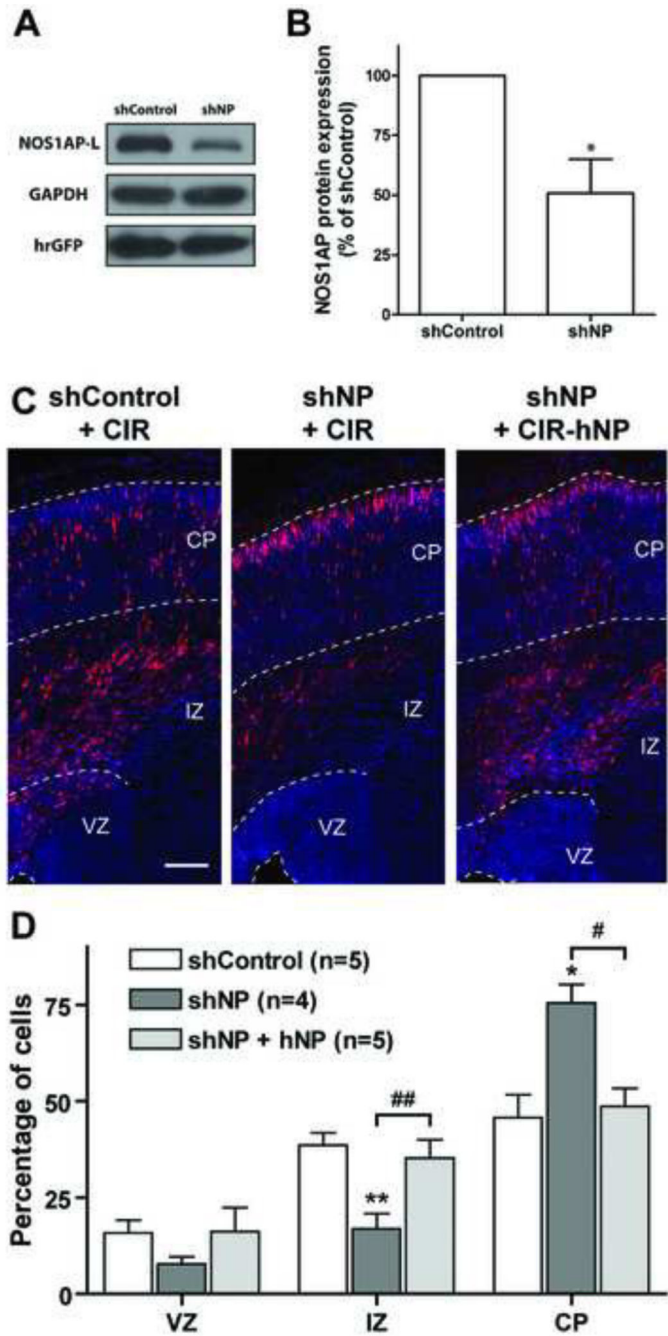 A
shControl shNP
NOS1AP-L
GAPDH
hrGFP
B
NOS1AP protein expression
(% of shControl)
100
75
50
25
0
*
shControl shNP
C
shControl
+ CIR
shNP
+ CIR
shNP
+ CIR-hNP
CP
IZ
VZ
CP
IZ
VZ
CP
IZ
VZ
D
Percentage of cells
75
50
25
0
shControl (n=5)
shNP (n=4)
shNP + hNP (n=5)
**
##
*
#
VZ IZ CP